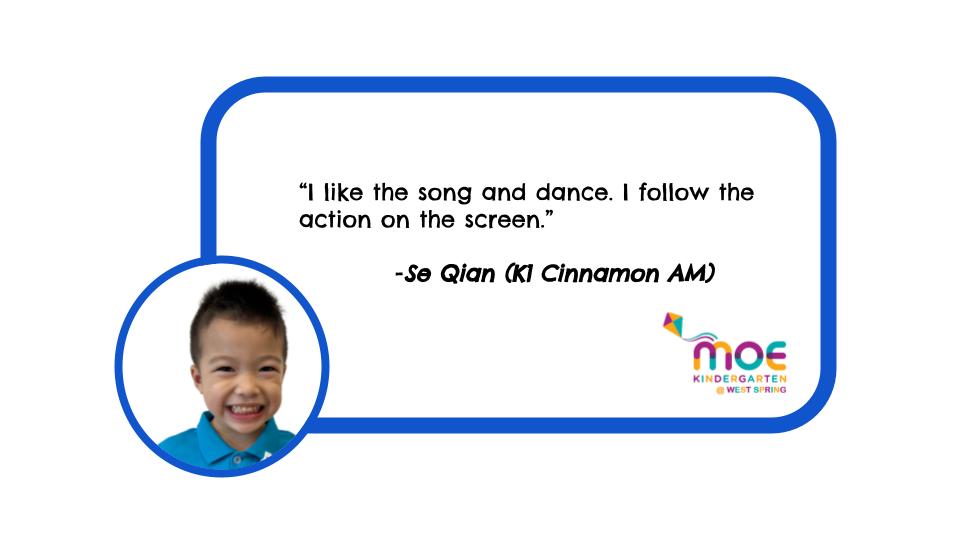 “I like the song and dance. I follow the
action on the screen.”
-Se Qian (K1 Cinnamon AM)
moe
KINDERGARTEN
@ WEST SPRING